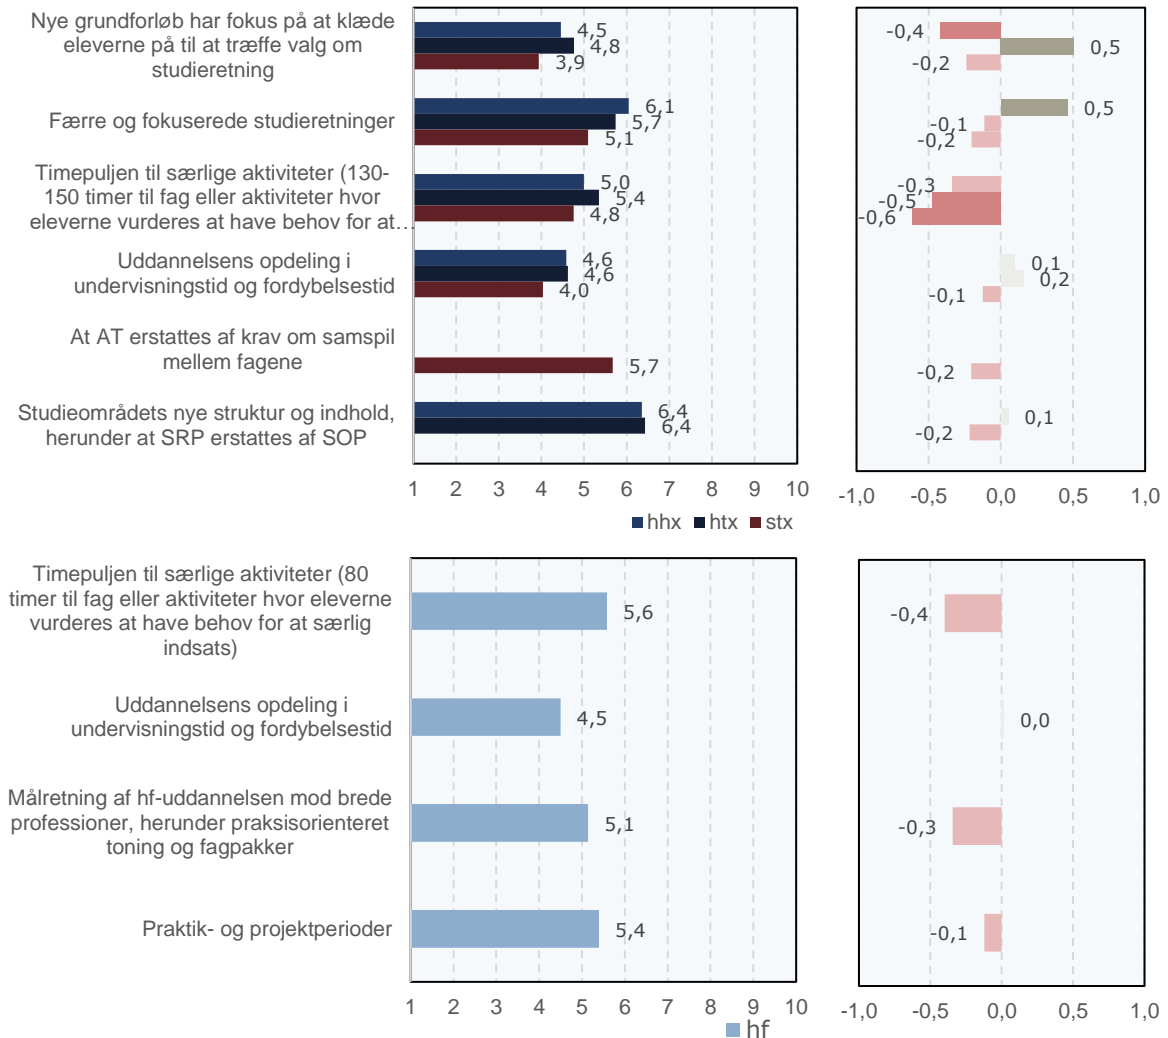 Nye grundforløb har fokus på at klæde
eleverne på til at træffe valg om
studieretning
4,5
4,8
3,9
-0,4
0,5
-0,2
Færre og fokuserede studieretninger
6,1
5,7
5,1
0,5
-0,1
-0,2
Timepuljen til særlige aktiviteter (130-
150 timer til fag eller aktiviteter hvor
eleverne vurderes at have behov for at…
5,0
5,4
4,8
-0,3
-0,5
-0,6
Uddannelsens opdeling i
undervisningstid og fordybelsestid
4,6
4,6
4,0
0,1
0,2
-0,1
At AT erstattes af krav om samspil
mellem fagene
5,7
-0,2
Studieområdets nye struktur og indhold,
herunder at SRP erstattes af SOP
6,4
6,4
0,1
-0,2
1 2 3 4 5 6 7 8 9 10
-1,0 -0,5 0,0 0,5 1,0
hhx htx stx
Timepuljen til særlige aktiviteter (80
timer til fag eller aktiviteter hvor eleverne
vurderes at have behov for at særlig
indsats)
5,6
-0,4
Uddannelsens opdeling i
undervisningstid og fordybelsestid
4,5
0,0
Målretning af hf-uddannelsen mod brede
professioner, herunder praksisorienteret
toning og fagpakker
5,1
-0,3
Praktik- og projektperioder
5,4
-0,1
1 2 3 4 5 6 7 8 9 10
-1,0 -0,5 0,0 0,5 1,0
hf